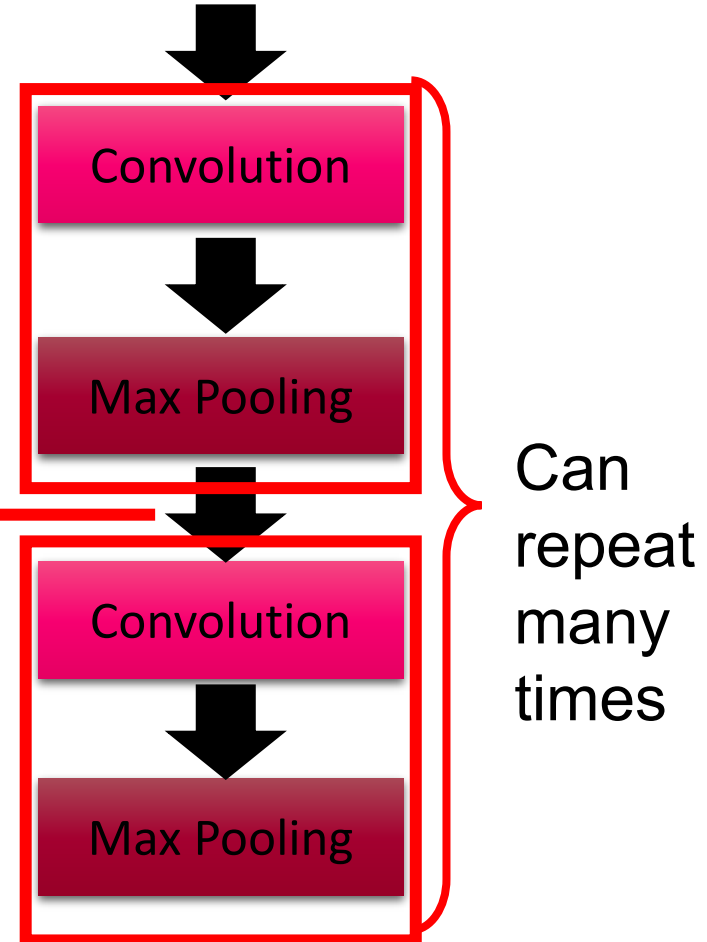 Convolution
Max Pooling
Can
repeat
many
times
Convolution
Max Pooling